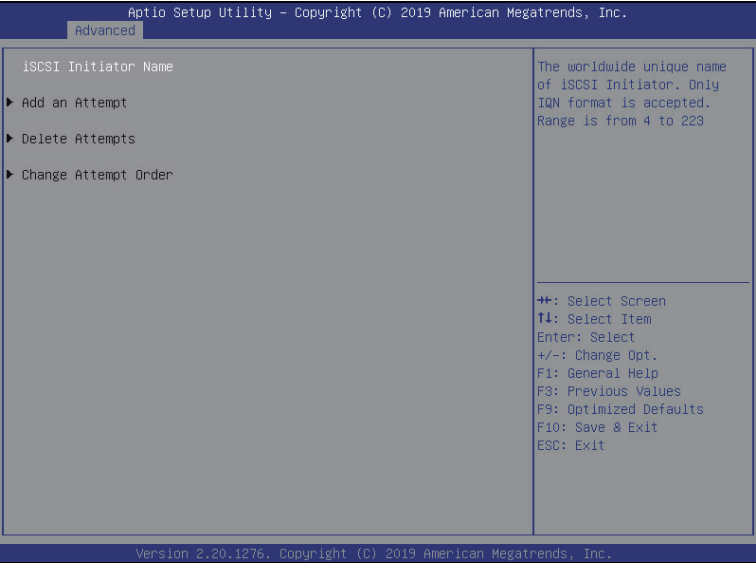 Aptio Setup Utility – Copyright (C) 2019 American Megatrends, Inc.
Advanced
iSCSI Initiator Name
▶ Add an Attempt
▶ Delete Attempts
▶ Change Attempt Order
The worldwide unique name
of iSCSI Initiator. Only
IQN format is accepted.
Range is from 4 to 223
→←: Select Screen
↑↓: Select Item
Enter: Select
+/-: Change Opt.
F1: General Help
F3: Previous Values
F9: Optimized Defaults
F10: Save & Exit
ESC: Exit
Version 2.20.1276. Copyright (C) 2019 American Megatrends, Inc.